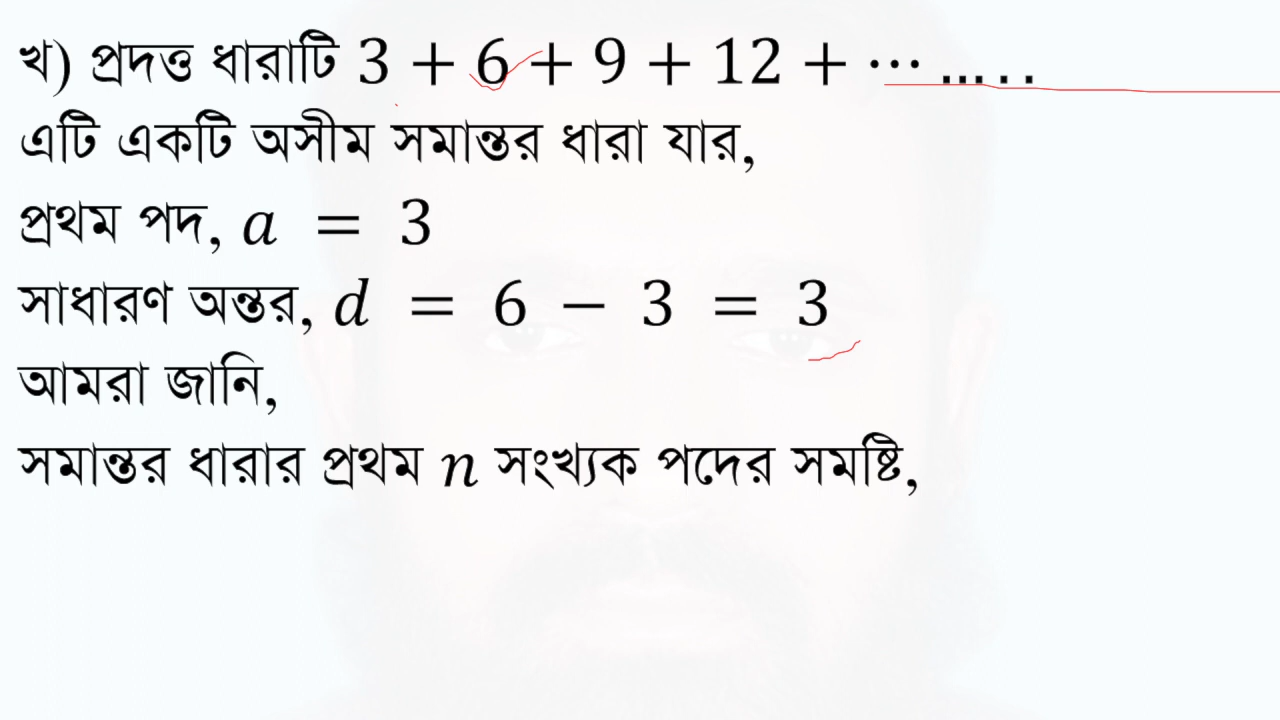 খ) প্রদত্ত ধারাটি 3 + 6 + 9 + 12 + ⋯ … . .
এটি একটি অসীম সমান্তর ধারা যার,
প্রথম পদ, a = 3
সাধারণ অন্তর, d = 6 − 3 = 3
আমরা জানি,
সমান্তর ধারার প্রথম n সংখ্যক পদের সমষ্টি,